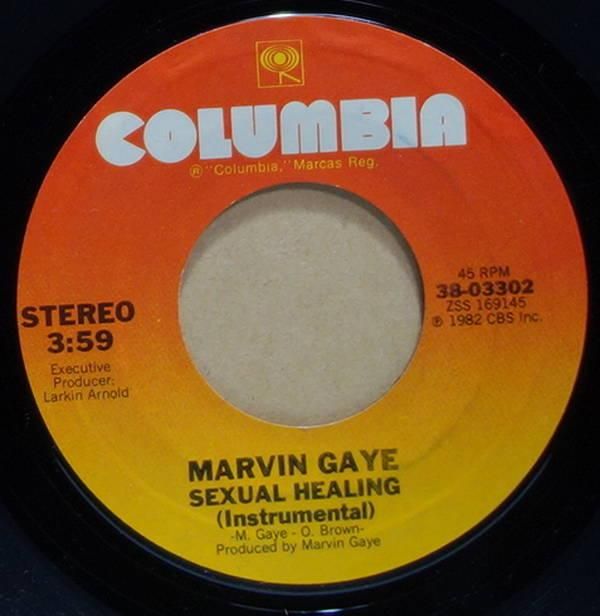 COLUMBIA
® "Columbia," Marcas Reg.
STEREO
3:59
Executive
Producer:
Larkin Arnold
45 RPM
38-03302
ZSS 169145
℗ 1982 CBS Inc.
MARVIN GAYE
SEXUAL HEALING
(Instrumental)
-M. Gaye - O. Brown-
Produced by Marvin Gaye